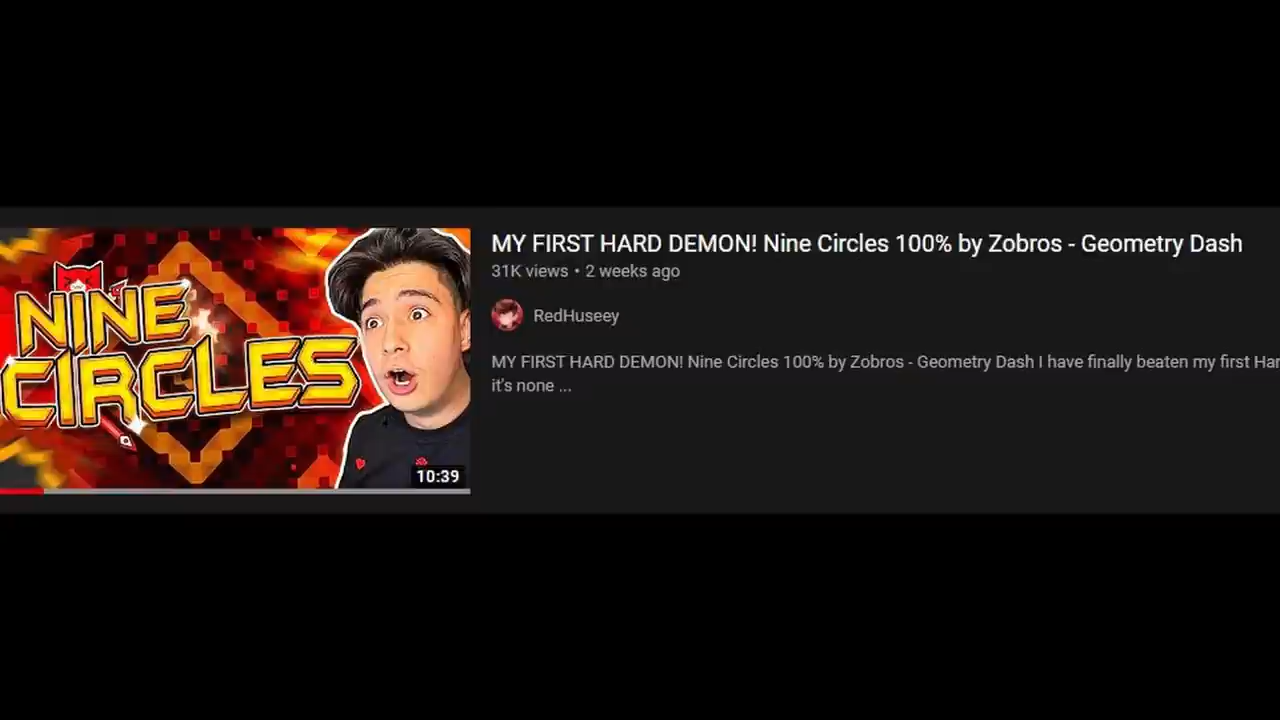 NINE
CIRCLES
10:39
MY FIRST HARD DEMON! Nine Circles 100% by Zobros - Geometry Dash
31K views • 2 weeks ago
RedHuseey
MY FIRST HARD DEMON! Nine Circles 100% by Zobros - Geometry Dash I have finally beaten my first
it's none ...